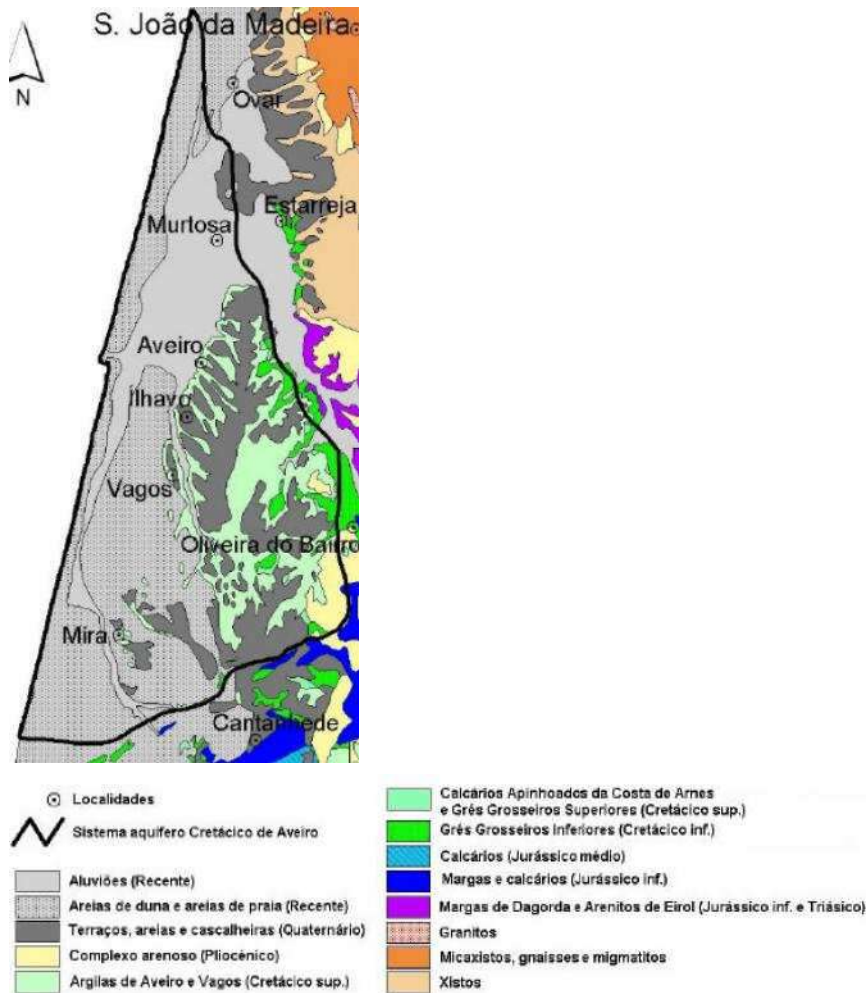 S. João da Madeira
N
Ovar
Estarreja
Murtosa
Aveiro
Ílhavo
Vagos
Oliveira do Bairro
Mira
Cantanhede
Localidades
Sistema aquífero Cretácico de Aveiro
Aluviões (Recente)
Areias de duna e areias de praia (Recente)
Terraços, areias e cascalheiras (Quaternário)
Complexo arenoso (Pliocénico)
Argilas de Aveiro e Vagos (Cretácico sup.)
Calcários Apinhoados da Costa de Arnes
e Grés Grosseiros Superiores (Cretácico sup.)
Grés Grosseiros Inferiores (Cretácico inf.)
Calcários (Jurássico médio)
Margas e calcários (Jurássico inf.)
Margas de Dagorda e Arenitos de Eirol (Jurássico inf. e Triásico)
Granitos
Micaxistos, gnaisses e migmatitos
Xistos